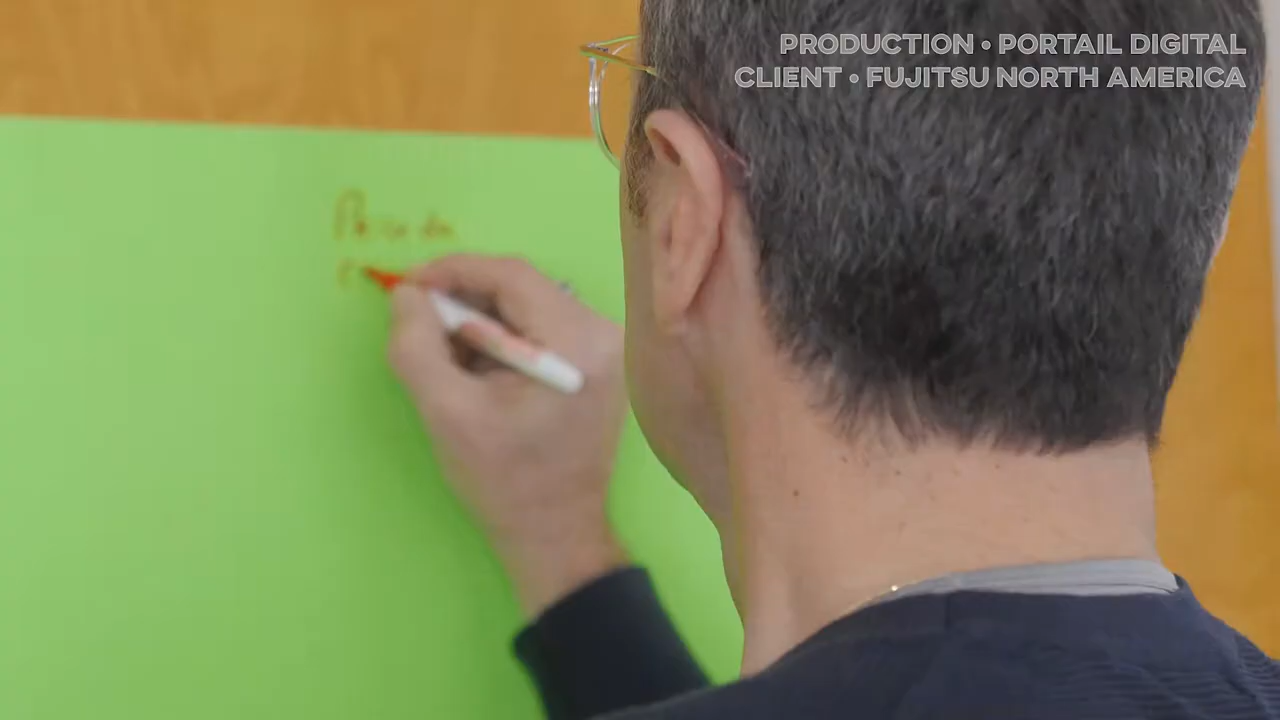 PRODUCTION • PORTAIL DIGITAL
CLIENT • FUJITSU NORTH AMERICA